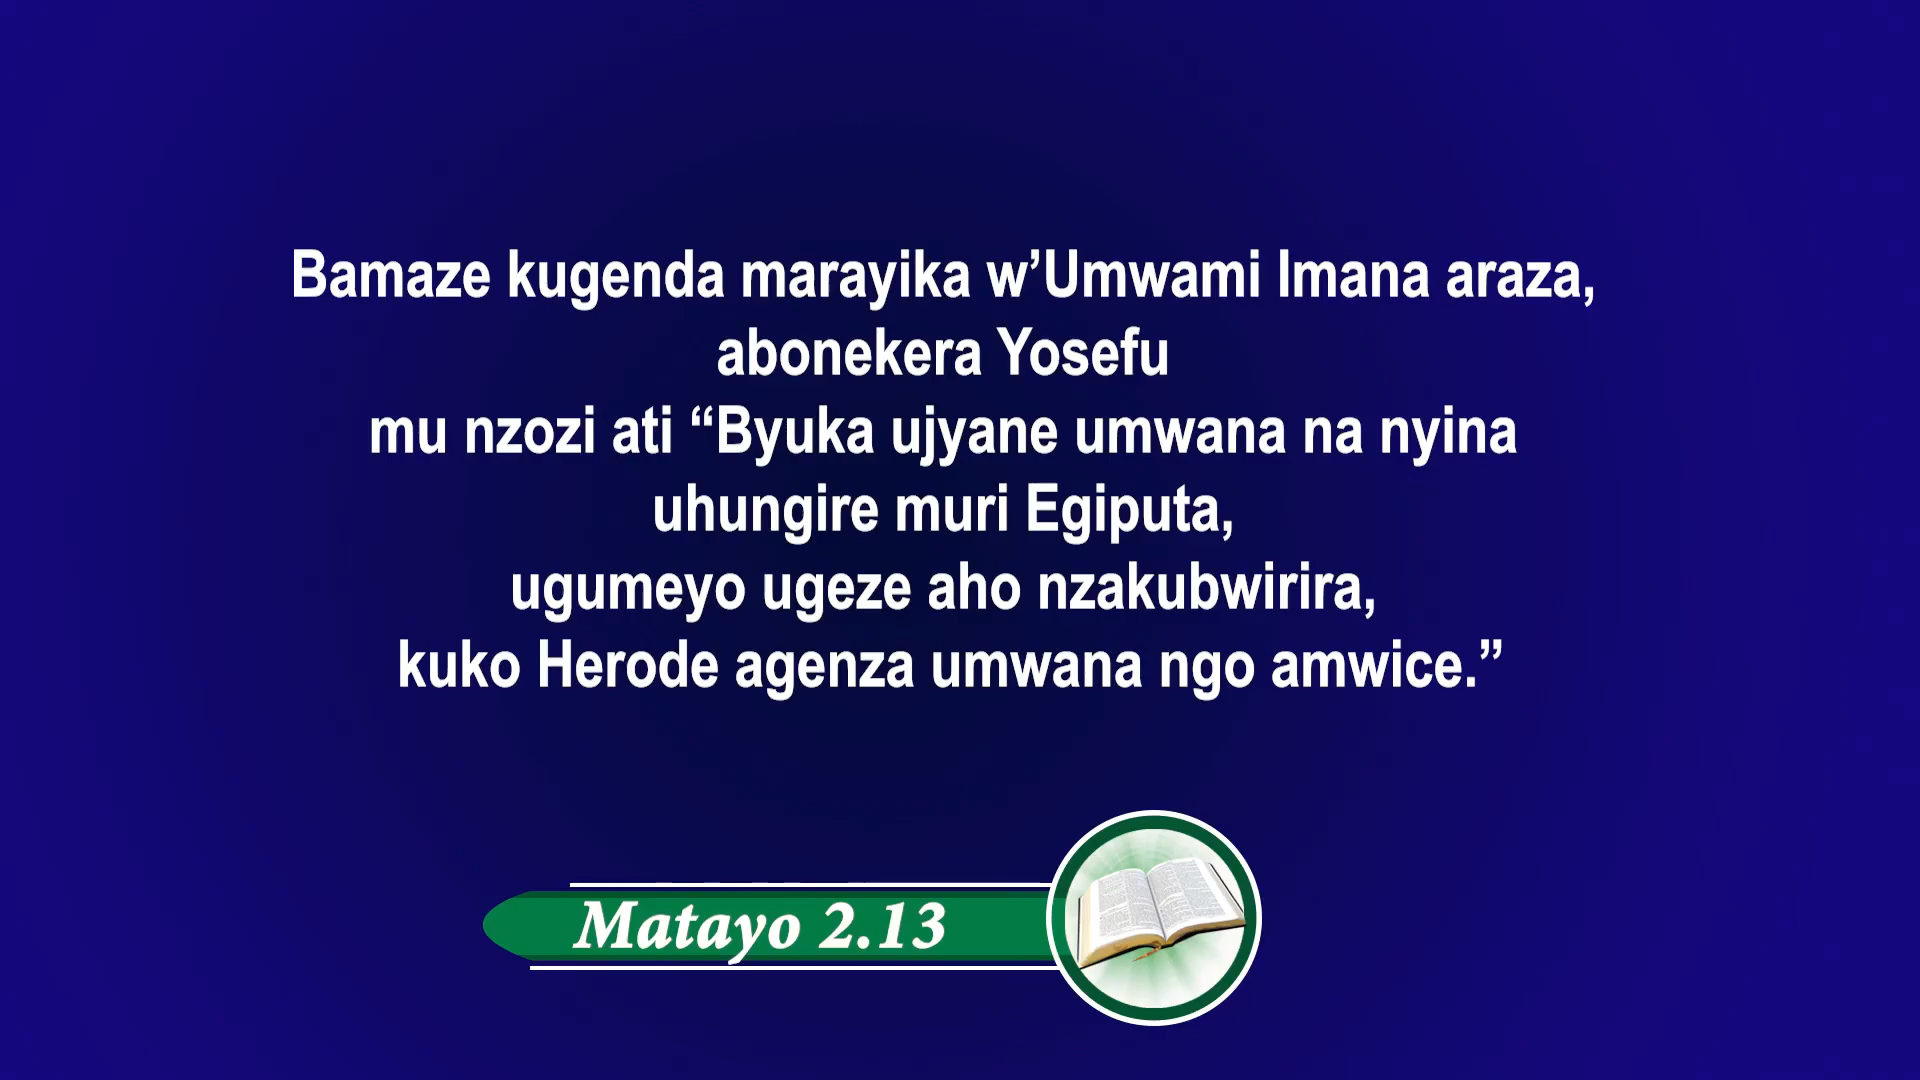 Bamaze kugenda marayika w’Umwami Imana araza,
abonekera Yosefu
mu nzozi ati “Byuka ujyane umwana na nyina
uhungire muri Egiputa,
ugumeyo ugeze aho nzakubwirira,
kuko Herode agenza umwana ngo amwice.”
Matayo 2.13